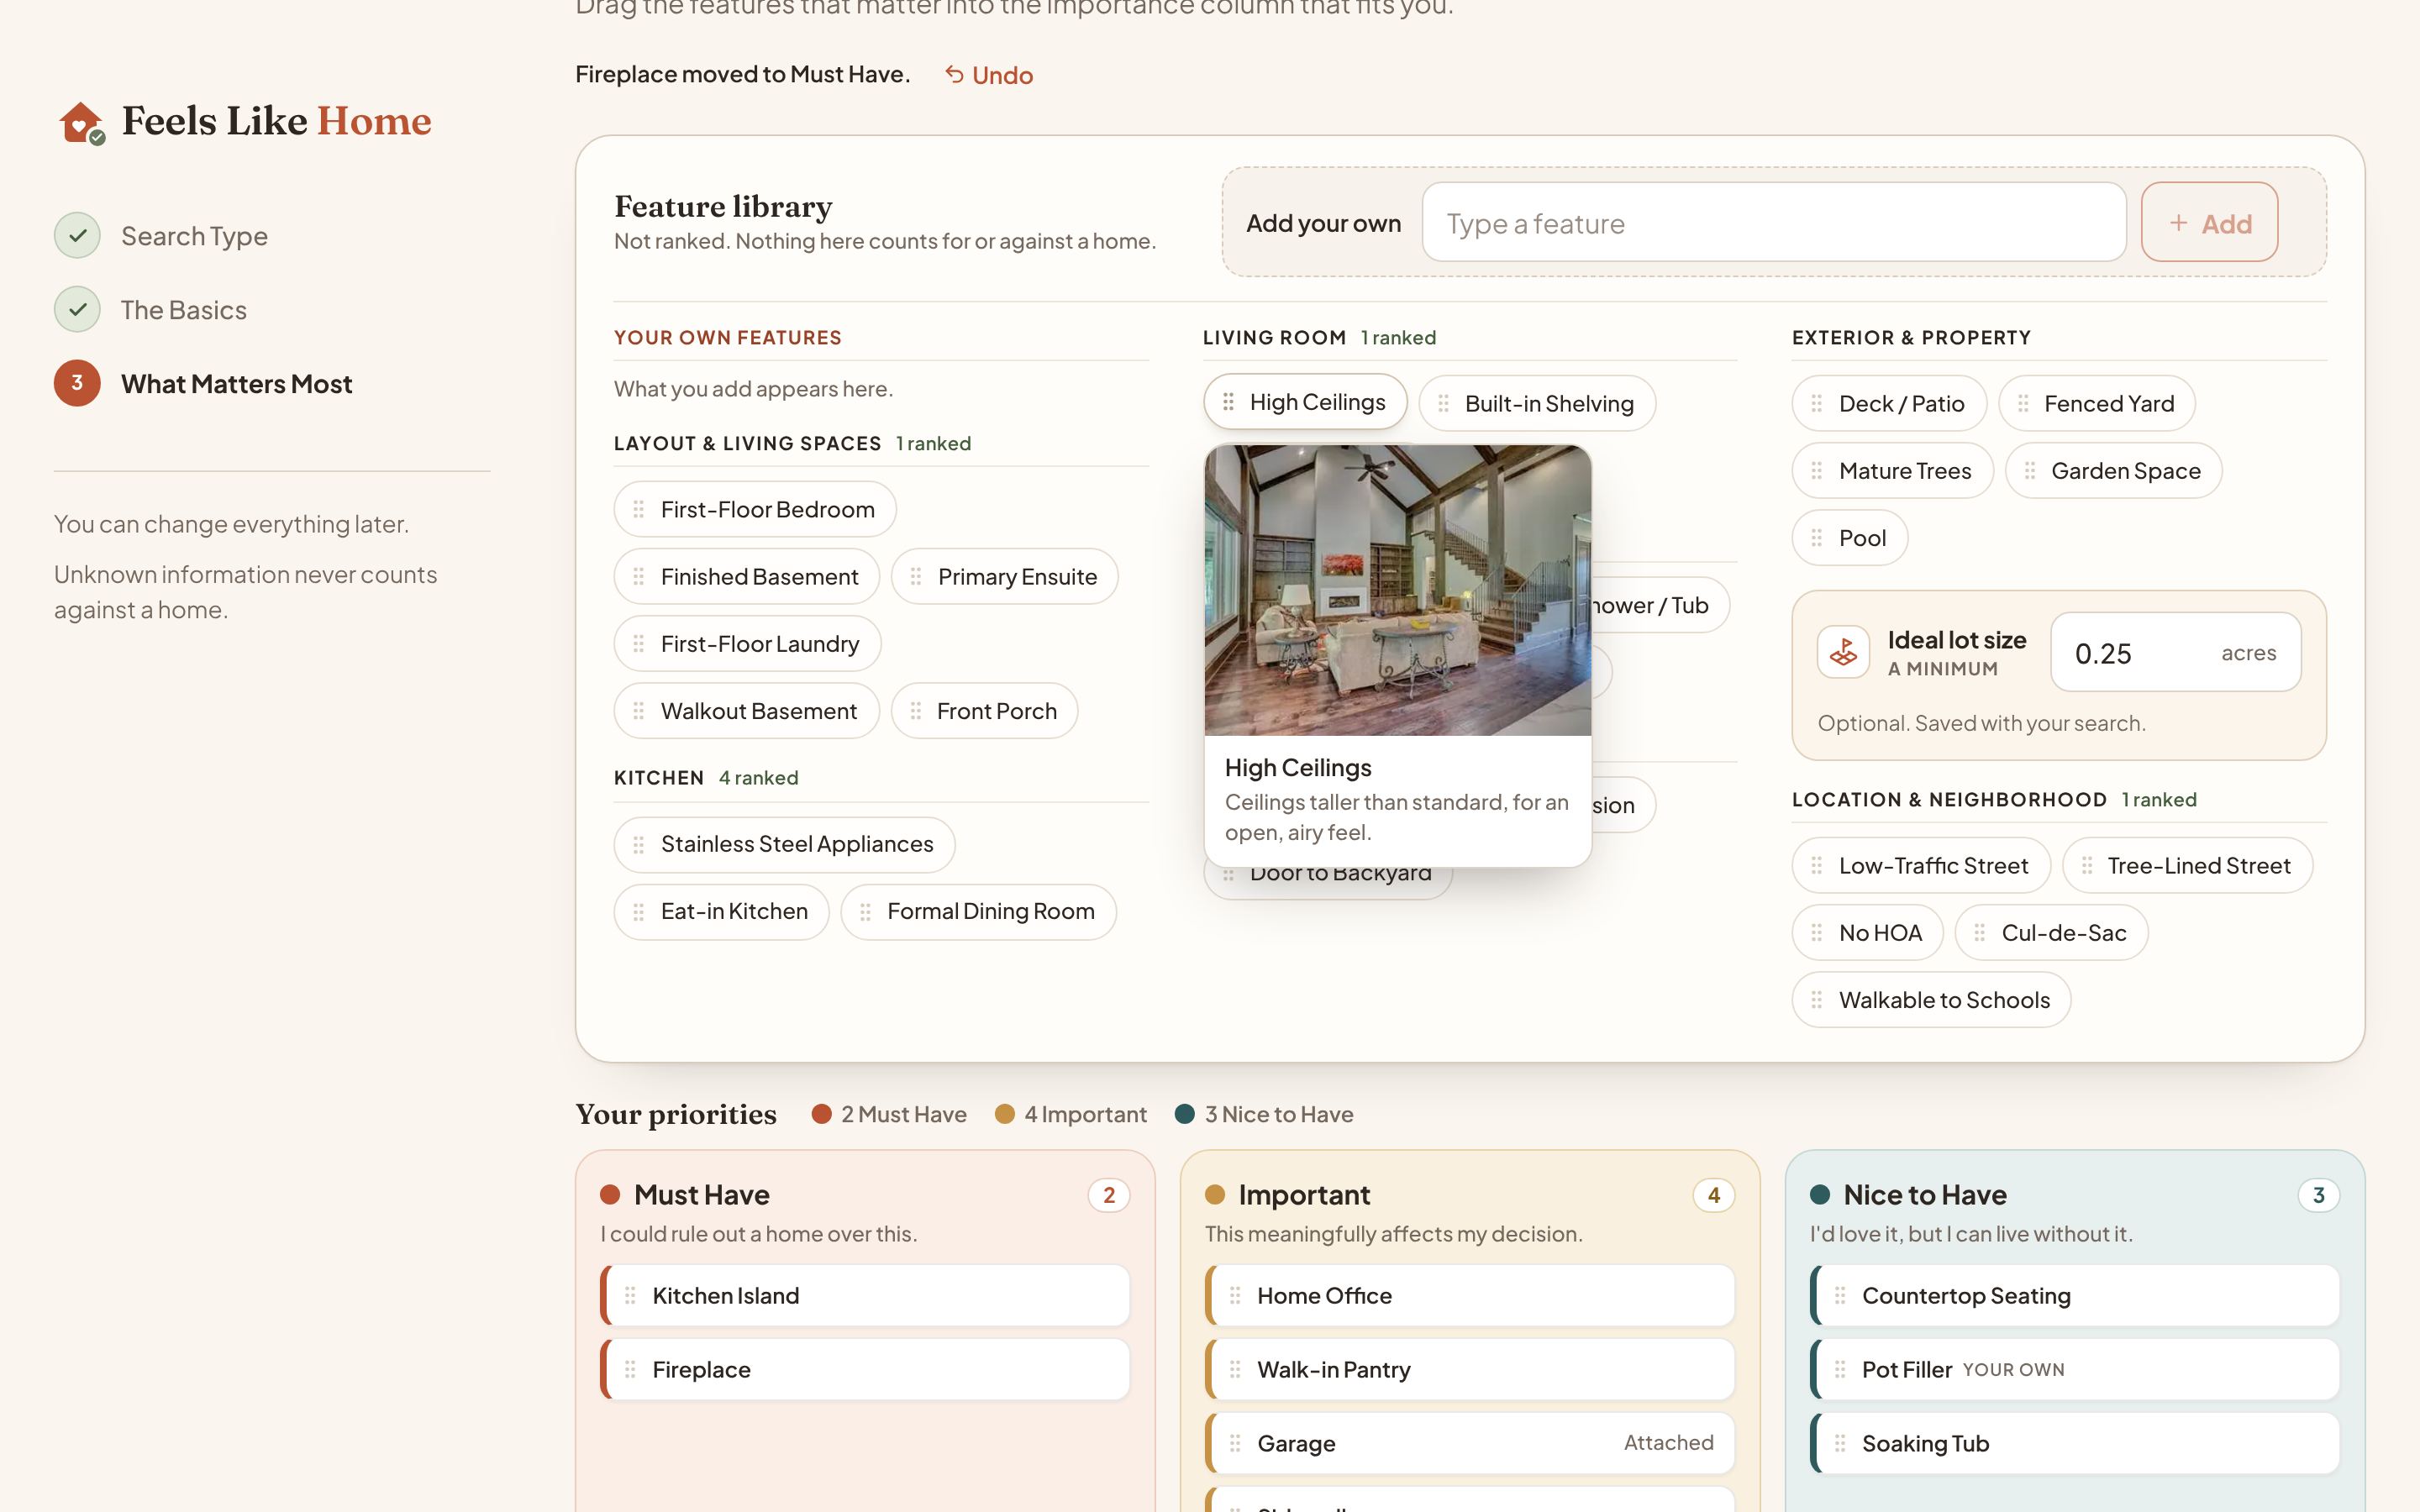 Drag the features that matter into the importance column that fits you.
Fireplace moved to Must Have. Undo
Feels Like Home
Search Type
The Basics
3 What Matters Most
You can change everything later.
Unknown information never counts
against a home.
Feature library
Not ranked. Nothing here counts for or against a home.
Add your own
Type a feature
+ Add
YOUR OWN FEATURES
What you add appears here.
LAYOUT & LIVING SPACES 1 ranked
First-Floor Bedroom
Finished Basement
Primary Ensuite
First-Floor Laundry
Walkout Basement
Front Porch
KITCHEN 4 ranked
Stainless Steel Appliances
Eat-in Kitchen
Formal Dining Room
LIVING ROOM 1 ranked
High Ceilings
Built-in Shelving
/ Tub
High Ceilings
Ceilings taller than standard, for an
open, airy feel.
Door to Backyard
EXTERIOR & PROPERTY
Deck / Patio
Fenced Yard
Mature Trees
Garden Space
Pool
Ideal lot size
A MINIMUM
0.25 acres
Optional. Saved with your search.
LOCATION & NEIGHBORHOOD 1 ranked
Low-Traffic Street
Tree-Lined Street
No HOA
Cul-de-Sac
Walkable to Schools
Your priorities
2 Must Have
4 Important
3 Nice to Have
Must Have 2
I could rule out a home over this.
Kitchen Island
Fireplace
Important 4
This meaningfully affects my decision.
Home Office
Walk-in Pantry
Garage Attached
Nice to Have 3
I'd love it, but I can live without it.
Countertop Seating
Pot Filler YOUR OWN
Soaking Tub